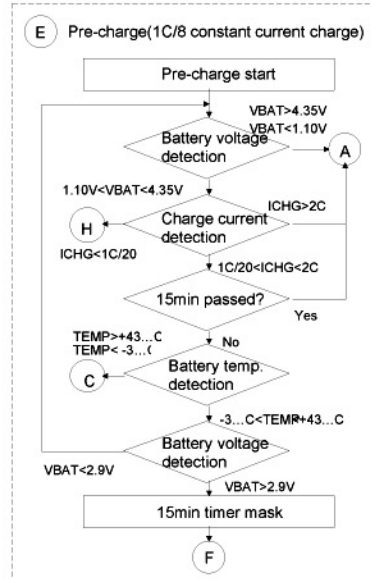 E Pre-charge(1C/8 constant current charge)
Pre-charge start
VBAT>4.35V
VBAT<1.10V
Battery voltage
detection
A
1.10V<VBAT<4.35V
ICHG>2C
H
Charge current
detection
ICHG<1C/20
1C/20<ICHG<2C
15min passed?
Yes
No
TEMP>+43...C
TEMP< -3...C
Battery temp.
detection
C
-3...C<TEMP+43...C
Battery voltage
detection
VBAT<2.9V
VBAT>2.9V
15min timer mask
F